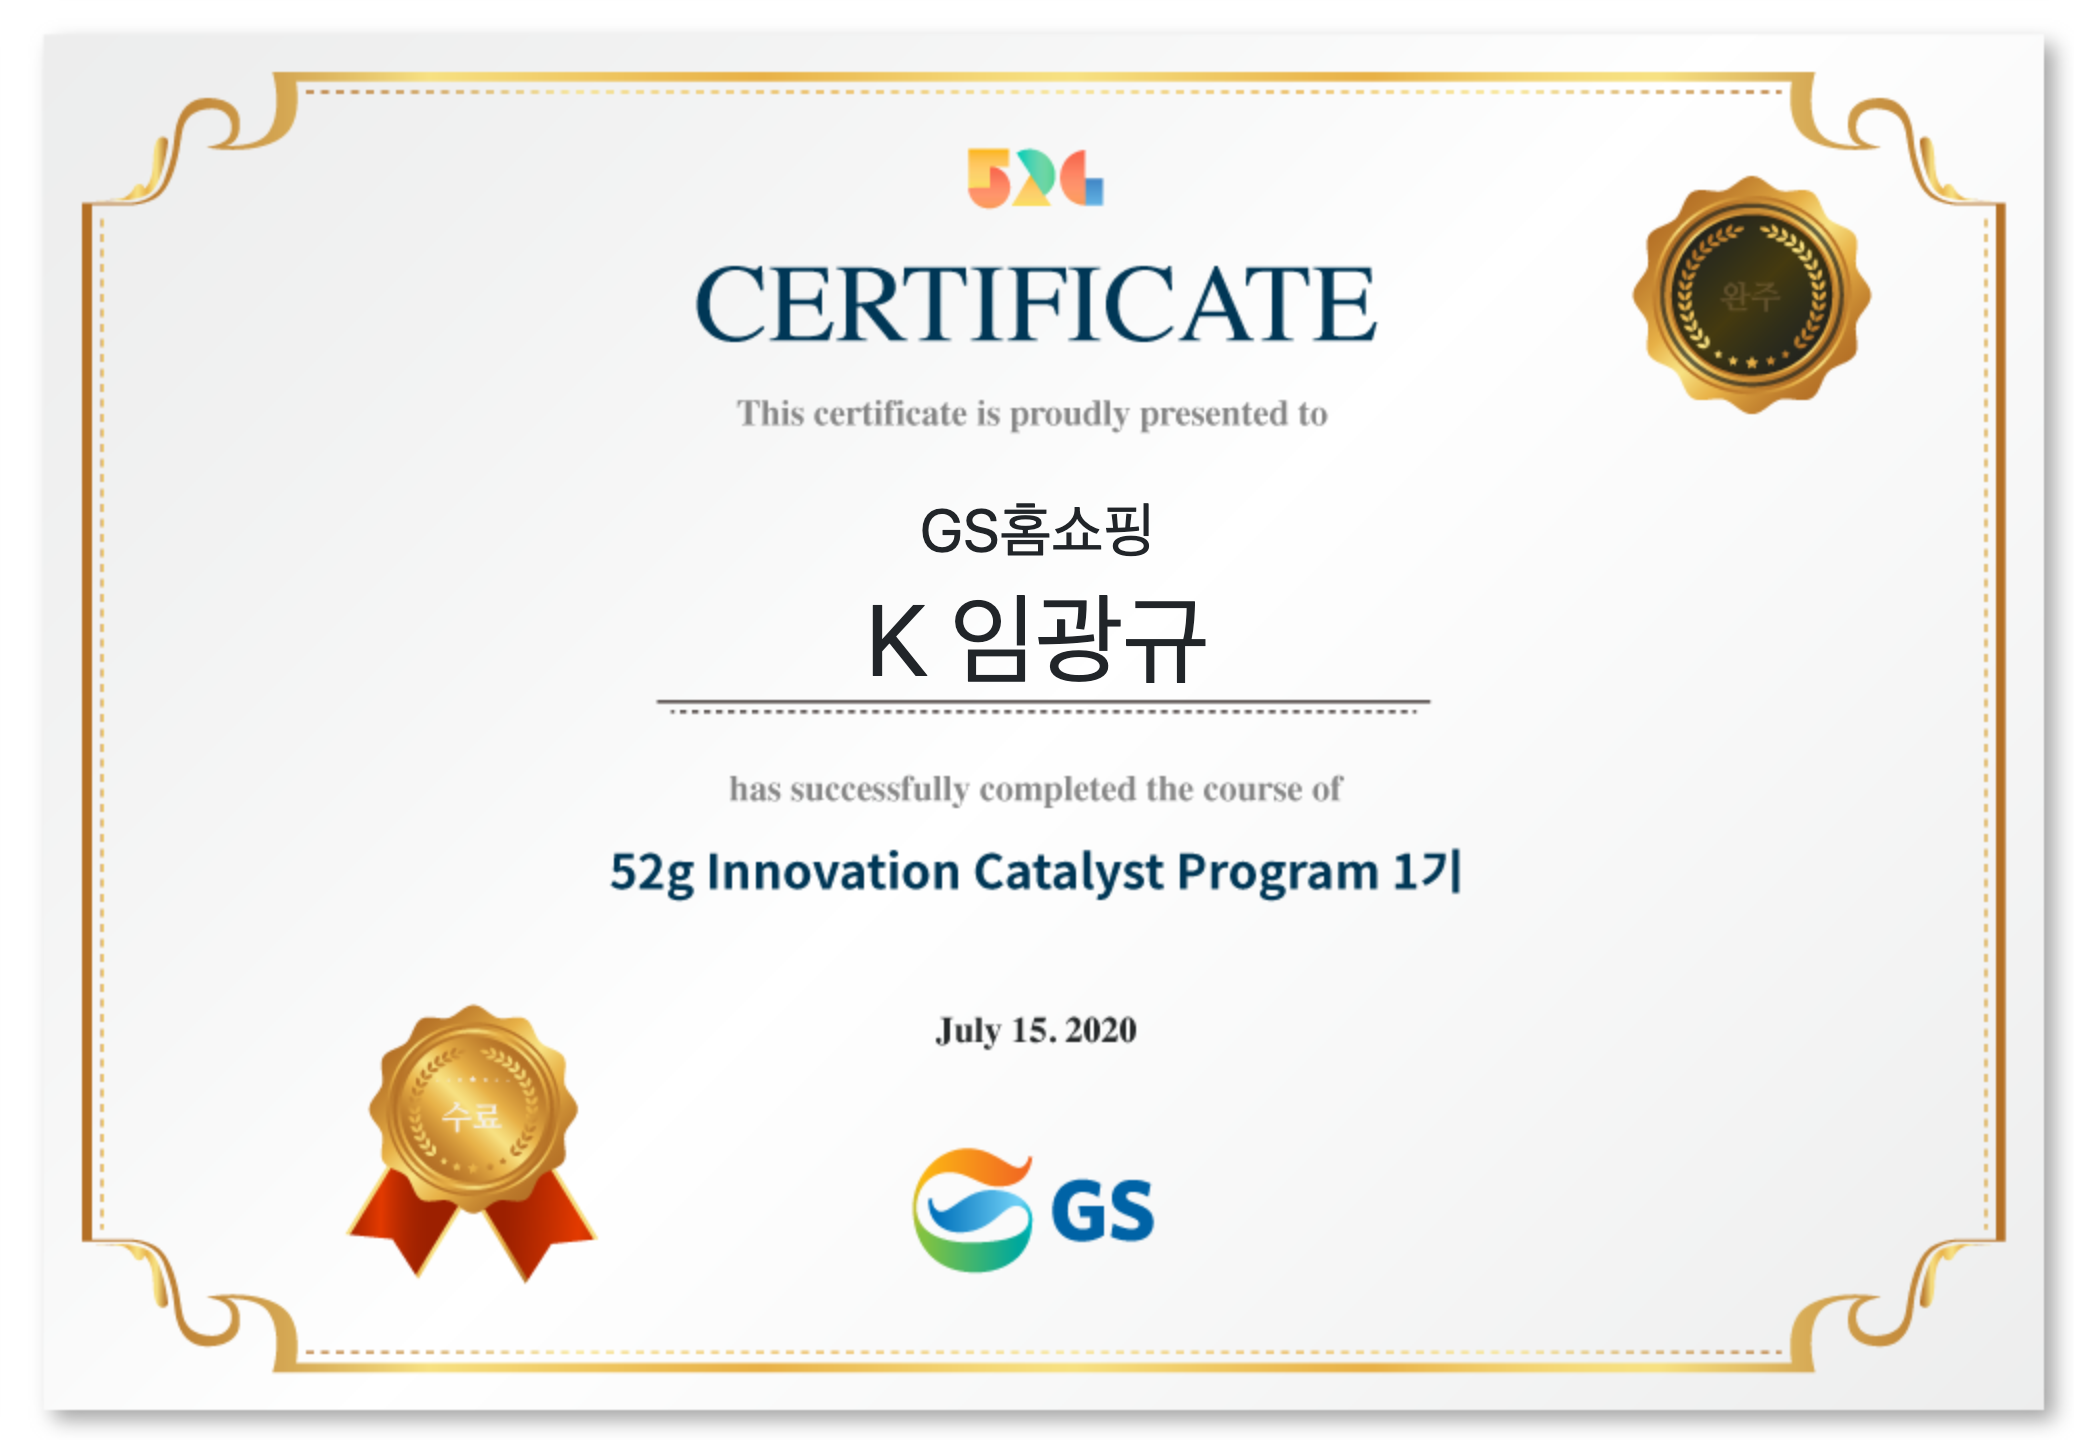 52G
CERTIFICATE
완주
This certificate is proudly presented to
GS홈쇼핑
K 임광규
has successfully completed the course of
52g Innovation Catalyst Program 1기
July 15. 2020
수료
GS